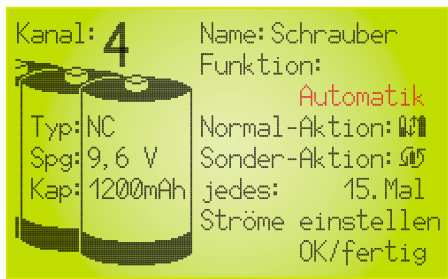 Kanal: 4
Name: Schrauber
Funktion:
Automatik
Typ: NC
Normal-Aktion:
Spg: 9,6 V
Sonder-Aktion:
Kap: 1200mAh
jedes: 15. Mal
Ströme einstellen
OK/fertig